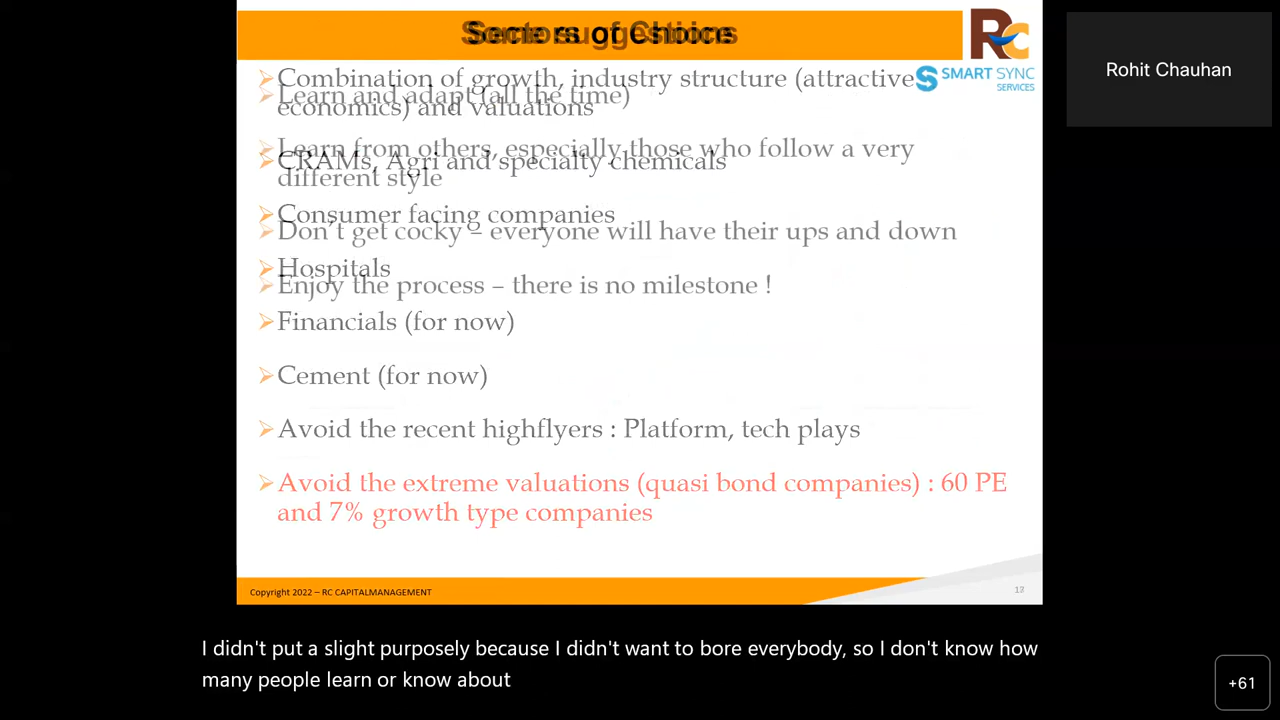 Sectors of Choice
Some suggestions
RC
SMART SYNC
SERVICES
Rohit Chauhan
Combination of growth, industry structure (attractive
economics) and valuations
CRAMs, Agri and specialty chemicals
Consumer facing companies
Hospitals
Financials (for now)
Cement (for now)
Avoid the recent highflyers : Platform, tech plays
Avoid the extreme valuations (quasi bond companies) : 60 PE
and 7% growth type companies
Learn and adapt (all the time)
Learn from others, especially those who follow a very
different style
Don't get cocky – everyone will have their ups and down
Enjoy the process – there is no milestone !
Copyright 2022 – RC CAPITALMANAGEMENT
I didn't put a slight purposely because I didn't want to bore everybody, so I don't know how
many people learn or know about
+61